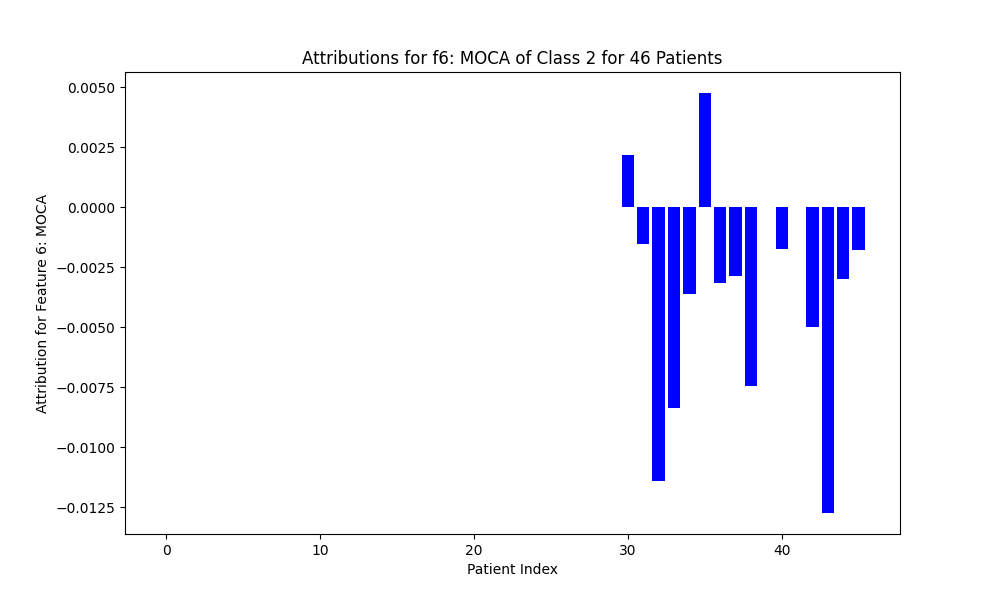 Attributions for f6: MOCA of Class 2 for 46 Patients
Attribution for Feature 6: MOCA
0.0050
0.0025
0.0000
−0.0025
−0.0050
−0.0075
−0.0100
−0.0125
0 10 20 30 40
Patient Index